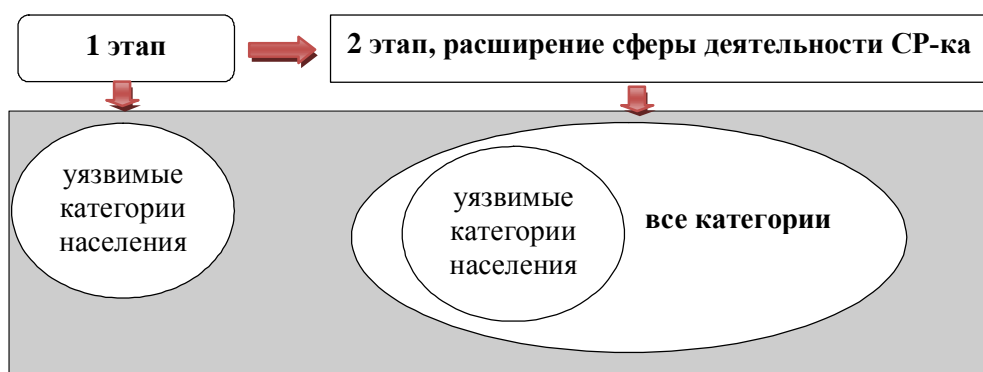 1 этап
2 этап, расширение сферы деятельности СР-ка
уязвимые
категории
населения
уязвимые
категории
населения
все категории